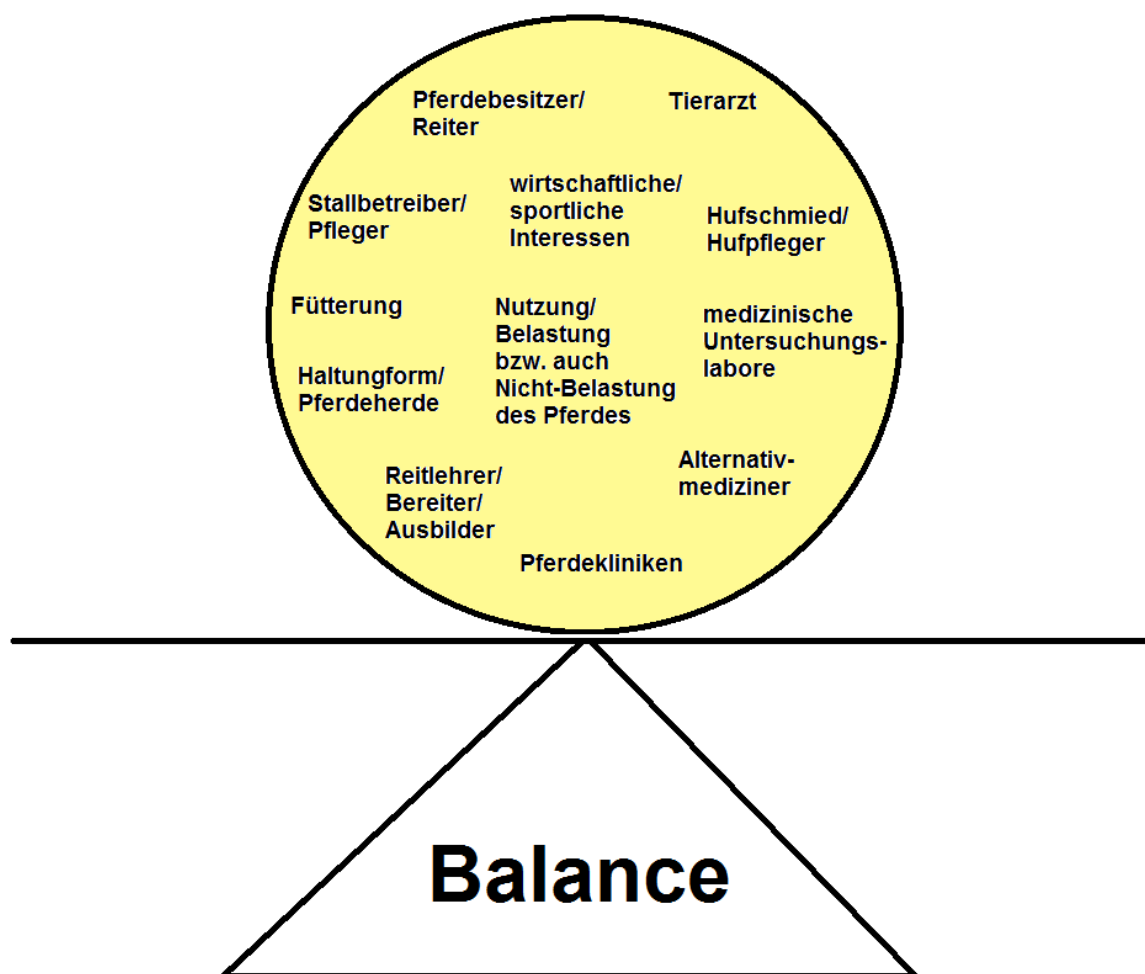 Pferdebesitzer/
Reiter
Tierarzt
wirtschaftliche/
sportliche
Interessen
Stallbetreiber/
Pfleger
Hufschmied/
Hufpfleger
Fütterung
Nutzung/
Belastung
bzw. auch
Nicht-Belastung
des Pferdes
medizinische
Untersuchungs-
labore
Haltungform/
Pferdeherde
Reitlehrer/
Bereiter/
Ausbilder
Alternativ-
mediziner
Pferdekliniken
Balance